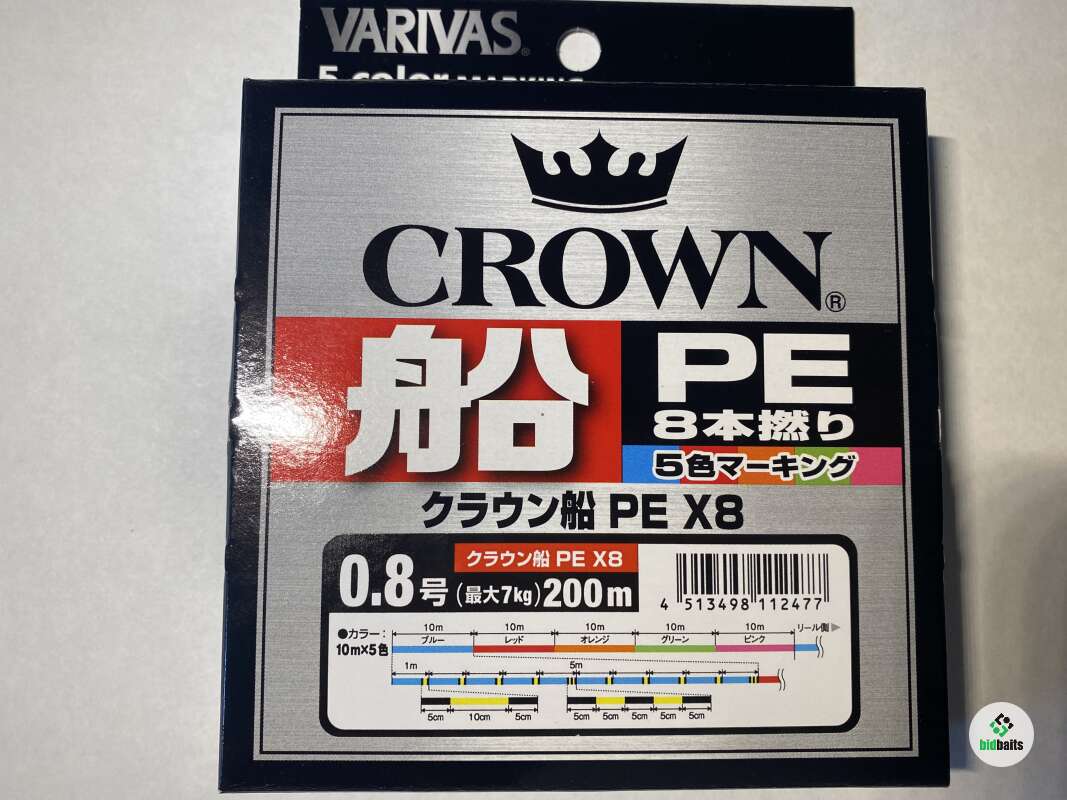 VARIVAS®
5 color MARKING
CROWN®
船
PE
8本撚り
5色マーキング
クラウン船 PE X8
クラウン船 PE X8
0.8号(最大7kg)200m
4 513498 112477
●カラー:
10m×5色
10m 10m 10m 10m 10m リール側▶
ブルー レッド オレンジ グリーン ピンク
1m 5m
5cm 10cm 5cm 5cm 5cm 5cm 5cm 5cm
bidbaits